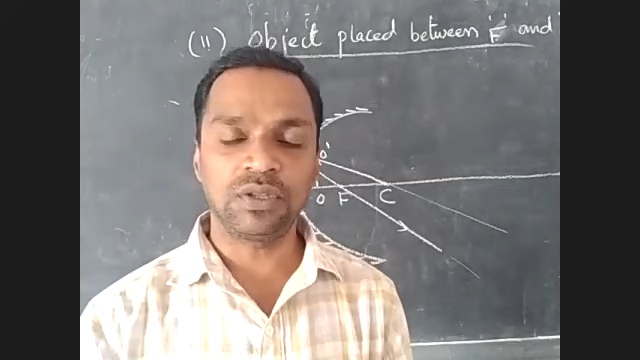 (II) Object placed between 'F' and
O'
O F C